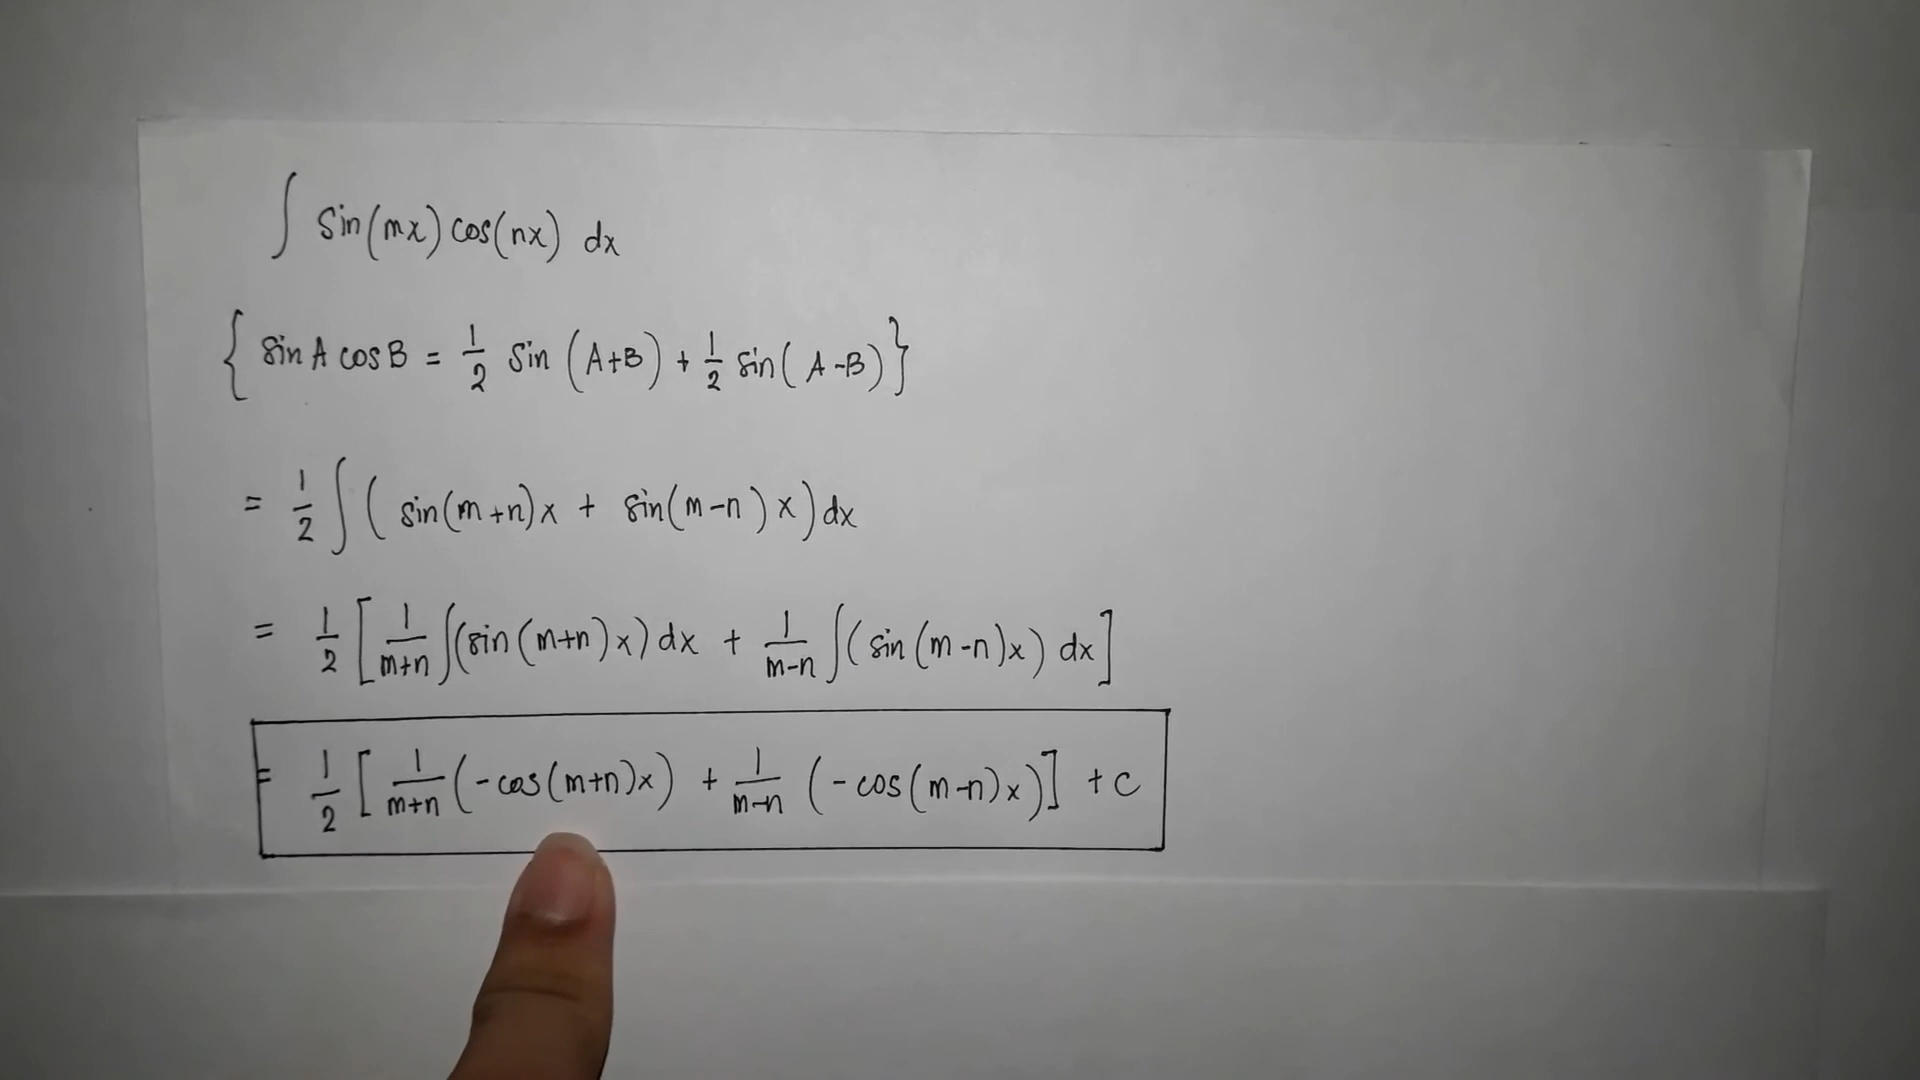 ∫ sin(mx) cos(nx) dx
{ sin A cos B = 1/2 sin (A+B) + 1/2 sin( A-B) }
= 1/2 ∫ ( sin(m+n)x + sin(m-n)x) dx
= 1/2 [ 1/(m+n) ∫(sin(m+n)x) dx + 1/(m-n) ∫( sin(m-n)x) dx ]
= 1/2 [ 1/(m+n) (-cos(m+n)x) + 1/(m-n) (-cos(m-n)x) ] + c